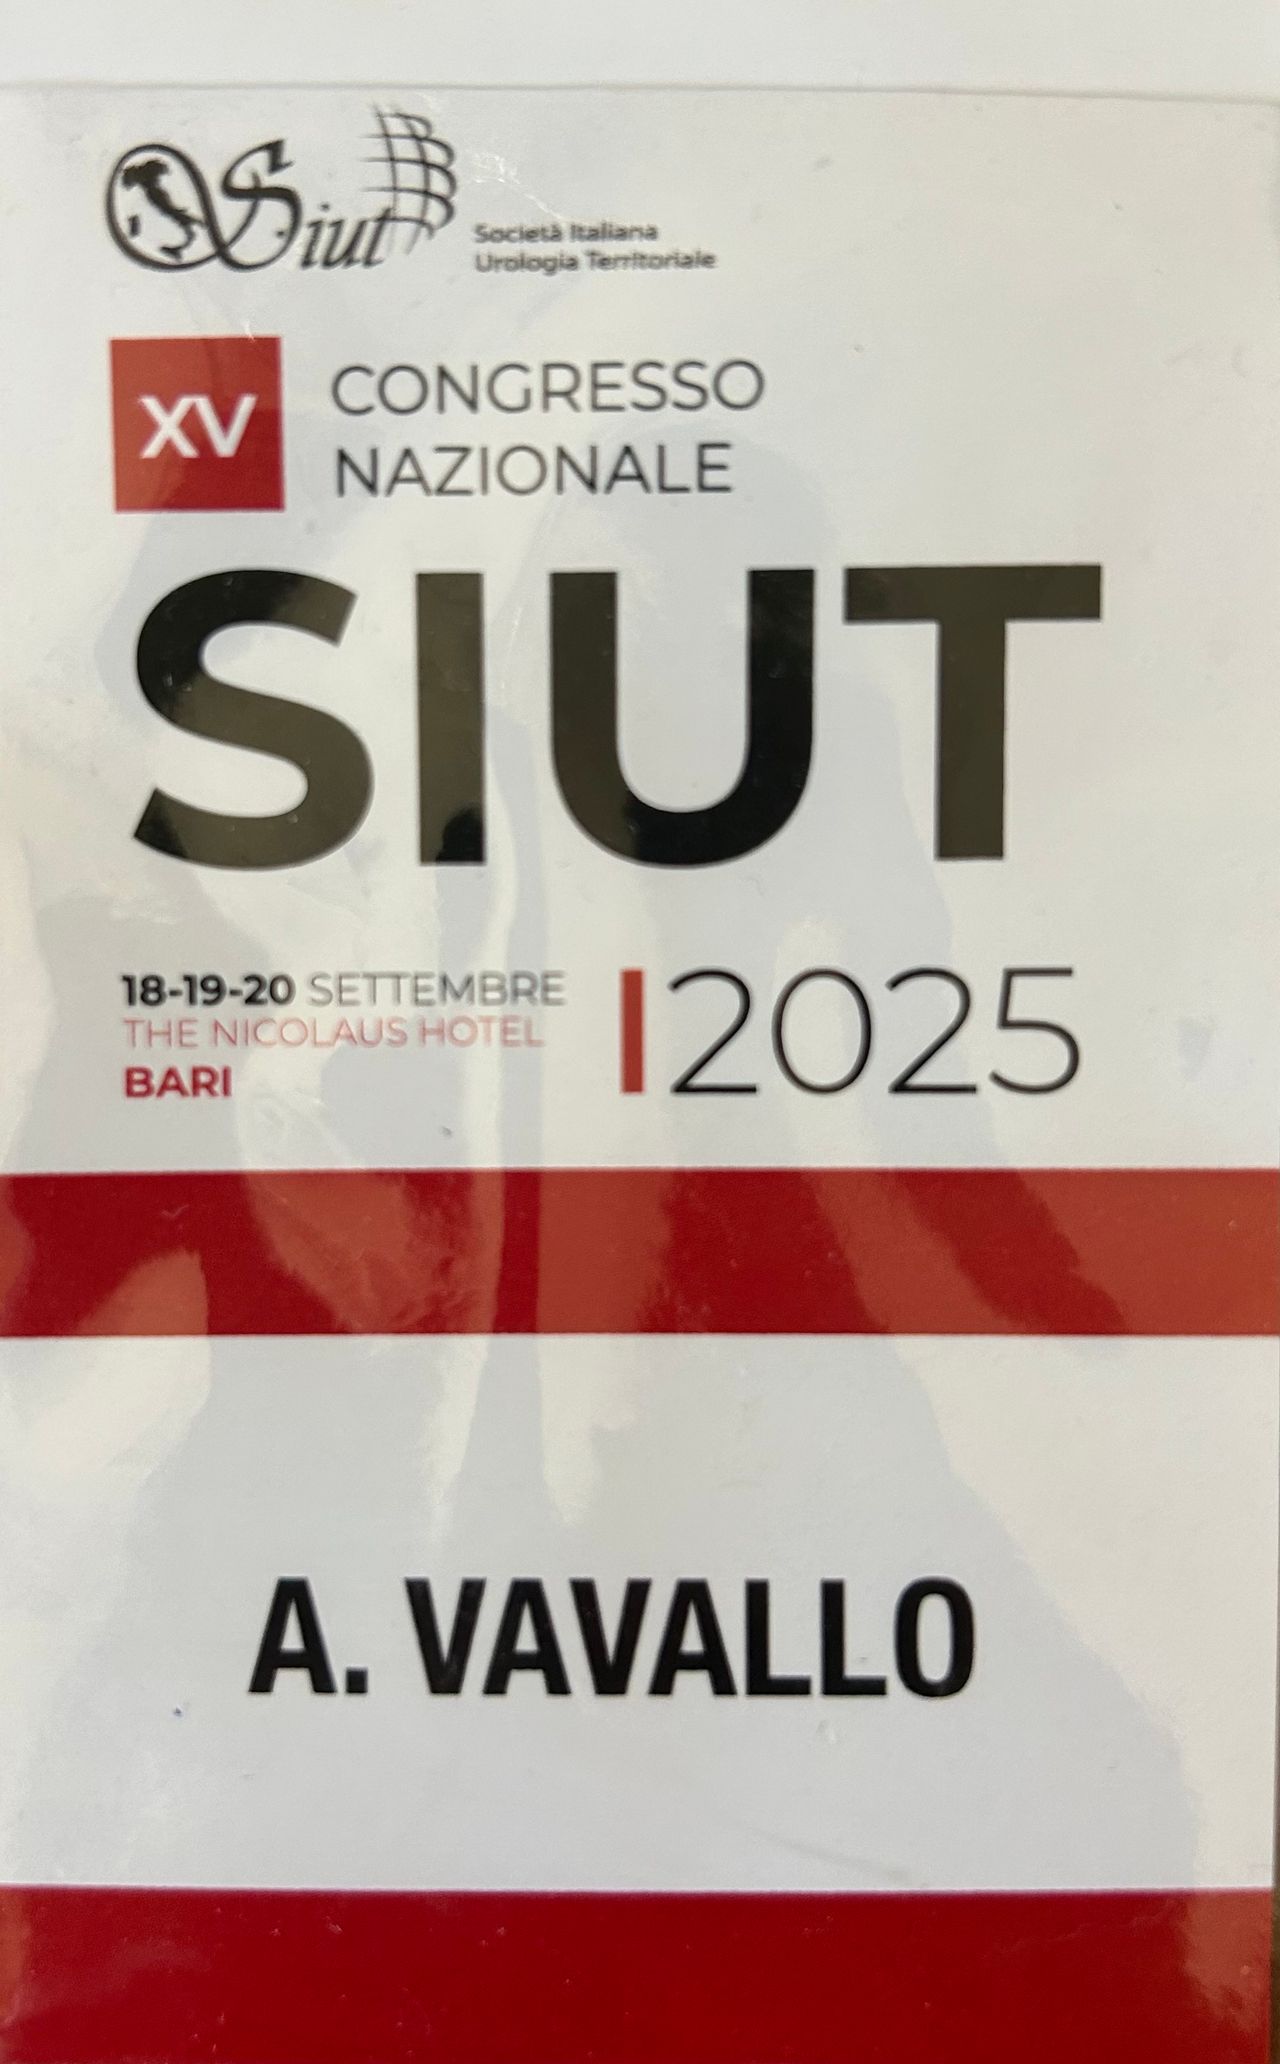 Siut
Società Italiana
Urologia Territoriale
XV
CONGRESSO
NAZIONALE
SIUT
18-19-20 SETTEMBRE
THE NICOLAUS HOTEL
BARI
2025
A. VAVALLO